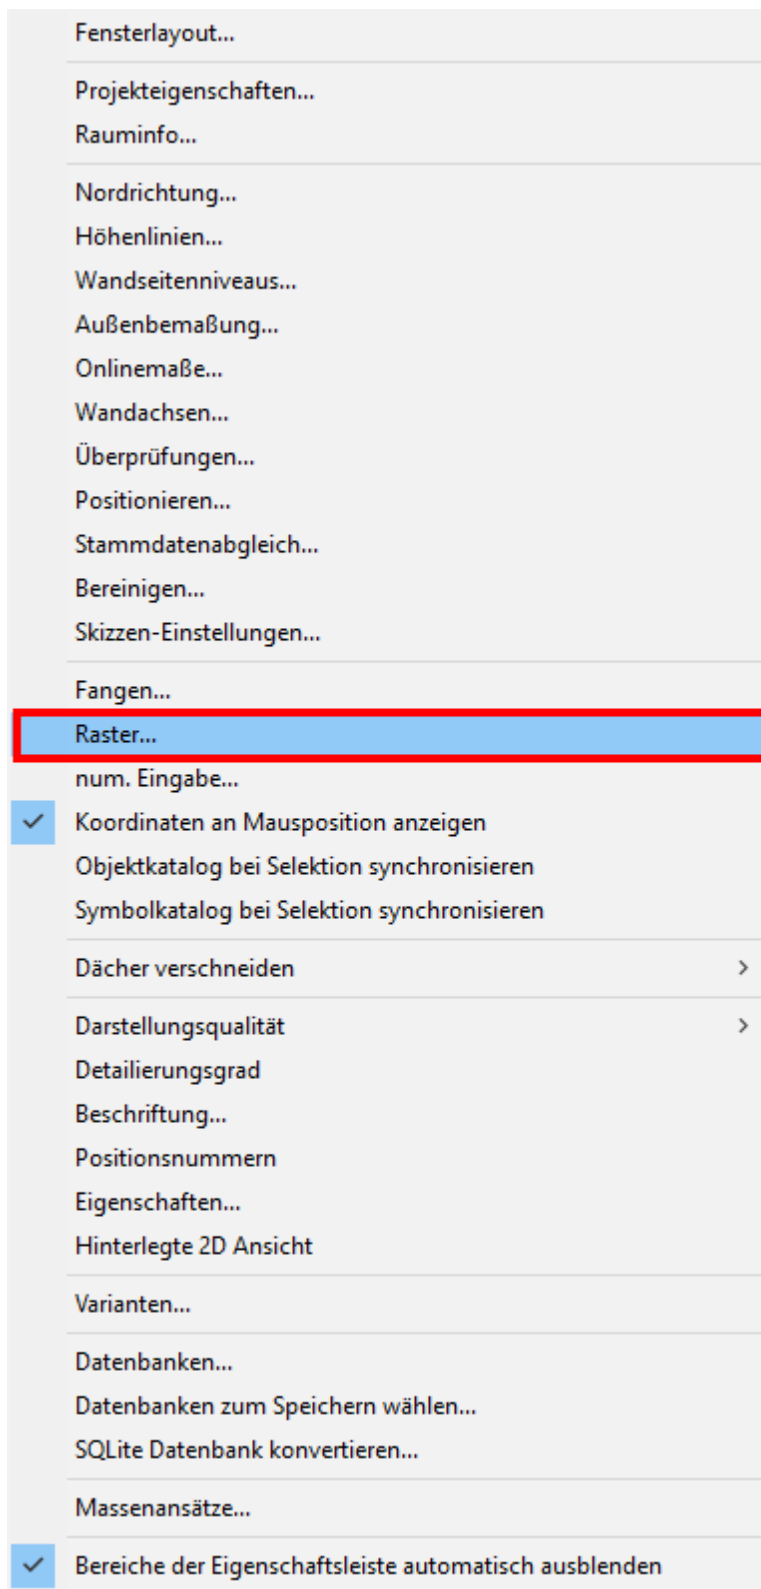 Fensterlayout...
Projekteigenschaften...
Rauminfo...
Nordrichtung...
Höhenlinien...
Wandseitenniveaus...
Außenbemaßung...
Onlinemaße...
Wandachsen...
Überprüfungen...
Positionieren...
Stammdatenabgleich...
Bereinigen...
Skizzen-Einstellungen...
Fangen...
Raster...
num. Eingabe...
Koordinaten an Mausposition anzeigen
Objektkatalog bei Selektion synchronisieren
Symbolkatalog bei Selektion synchronisieren
Dächer verschneiden
Darstellungsqualität
Detailierungsgrad
Beschriftung...
Positionsnummern
Eigenschaften...
Hinterlegte 2D Ansicht
Varianten...
Datenbanken...
Datenbanken zum Speichern wählen...
SQLite Datenbank konvertieren...
Massenansätze...
Bereiche der Eigenschaftsleiste automatisch ausblenden